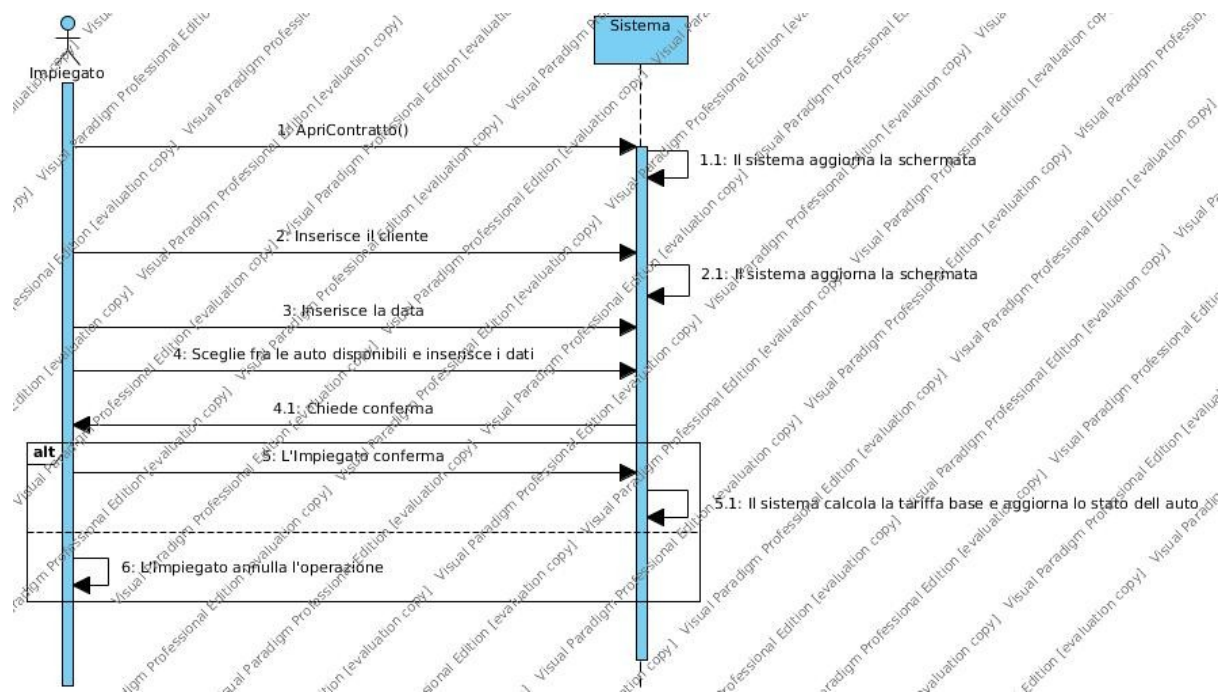 Impiegato
Sistema
1: ApriContratto()
1.1: Il sistema aggiorna la schermata
2: Inserisce il cliente
2.1: Il sistema aggiorna la schermata
3: Inserisce la data
4: Sceglie fra le auto disponibili e inserisce i dati
4.1: Chiede conferma
alt
5: L'Impiegato conferma
5.1: Il sistema calcola la tariffa base e aggiorna lo stato dell auto
6: L'Impiegato annulla l'operazione
Visual Paradigm Professional Edition [evaluation copy]